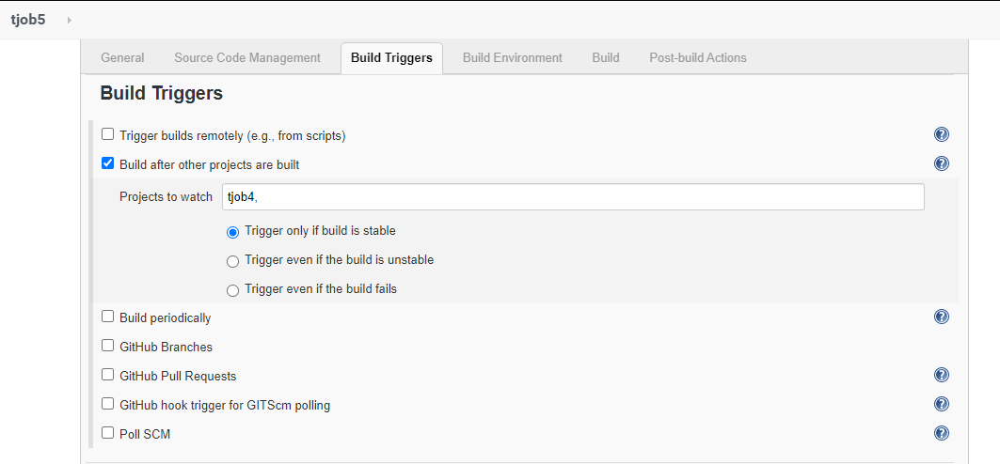 tjob5
General Source Code Management Build Triggers Build Environment Build Post-build Actions
Build Triggers
Trigger builds remotely (e.g., from scripts)
Build after other projects are built
Projects to watch tjob4,
Trigger only if build is stable
Trigger even if the build is unstable
Trigger even if the build fails
Build periodically
GitHub Branches
GitHub Pull Requests
GitHub hook trigger for GITScm polling
Poll SCM